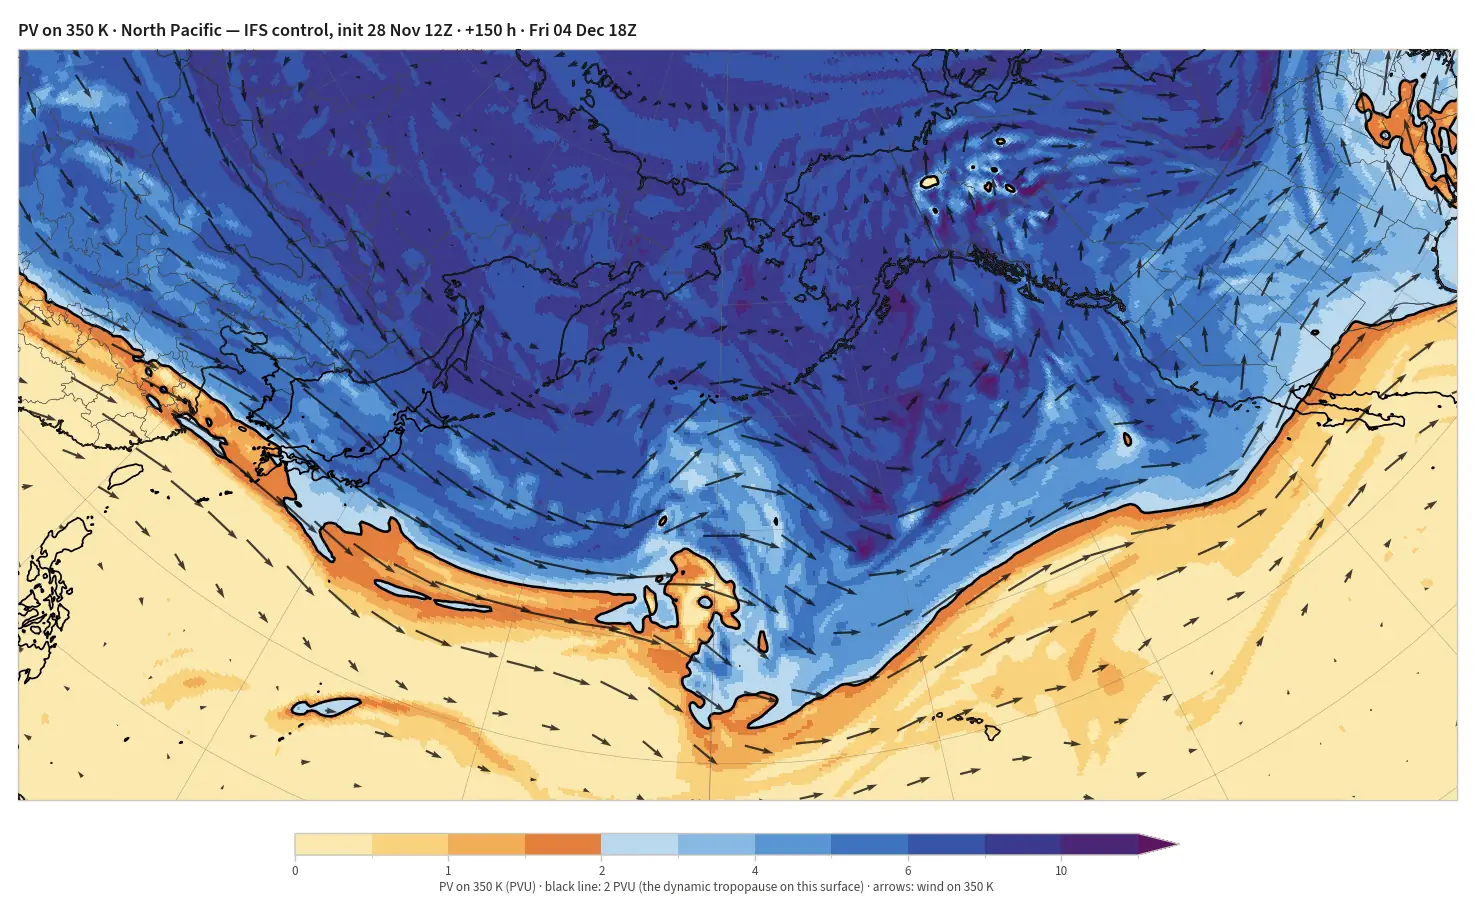 PV on 350 K · North Pacific — IFS control, init 28 Nov 12Z · +150 h · Fri 04 Dec 18Z
0 1 2 4 6 10
PV on 350 K (PVU) · black line: 2 PVU (the dynamic tropopause on this surface) · arrows: wind on 350 K